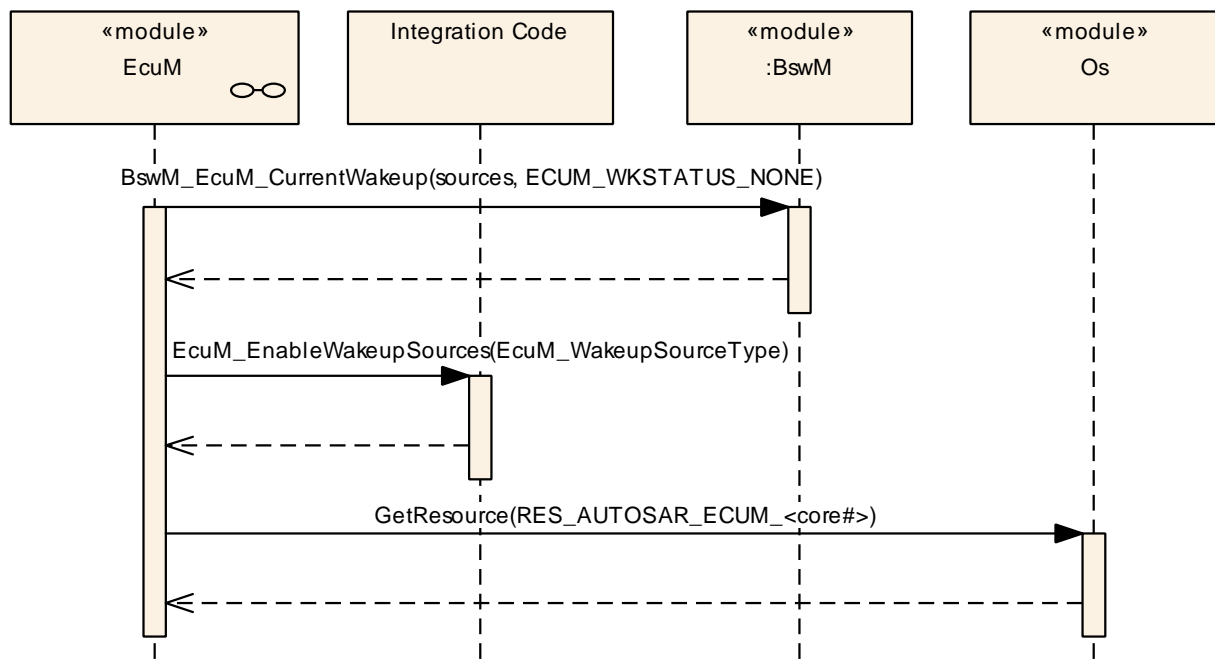 «module»
EcuM
Integration Code
«module»
:BswM
«module»
Os
BswM_EcuM_CurrentWakeup(sources, ECUM_WKSTATUS_NONE)
EcuM_EnableWakeupSources(EcuM_WakeupSourceType)
GetResource(RES_AUTOSAR_ECUM_<core#>)